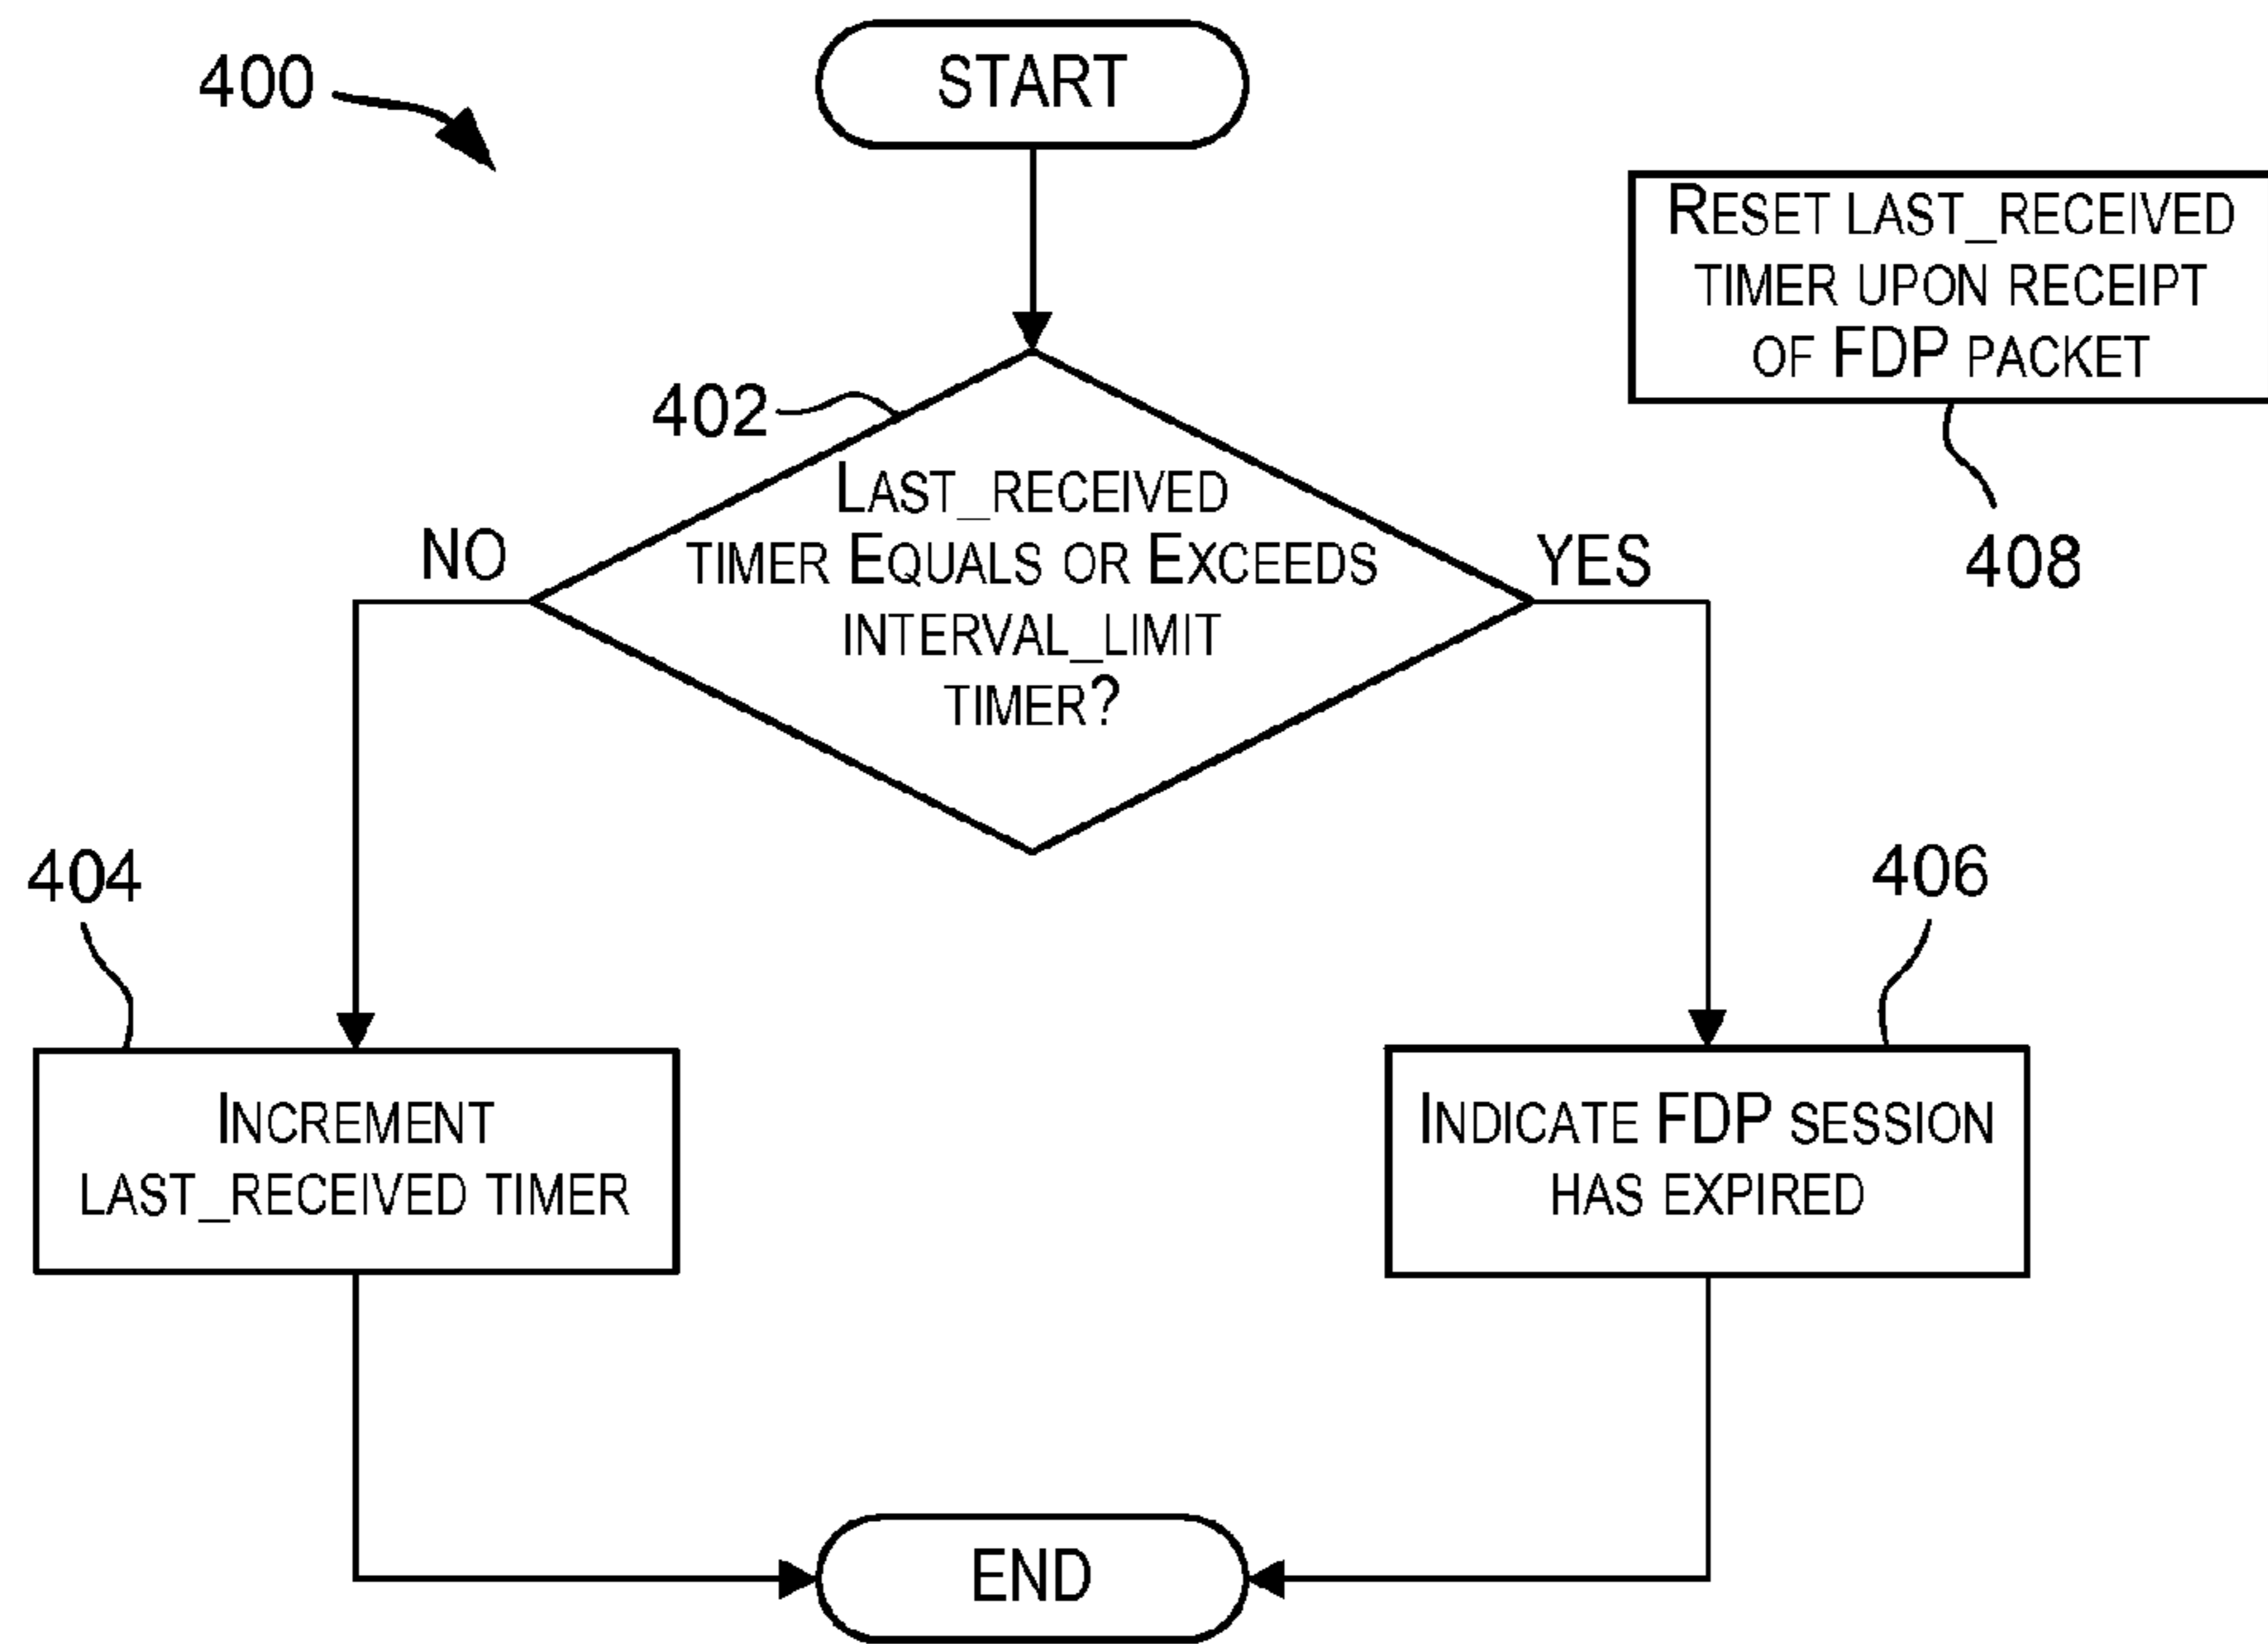 400
START
RESET LAST_RECEIVED
TIMER UPON RECEIPT
OF FDP PACKET
408
402
LAST_RECEIVED
TIMER EQUALS OR EXCEEDS
INTERVAL_LIMIT
TIMER?
NO
YES
404
INCREMENT
LAST_RECEIVED TIMER
406
INDICATE FDP SESSION
HAS EXPIRED
END